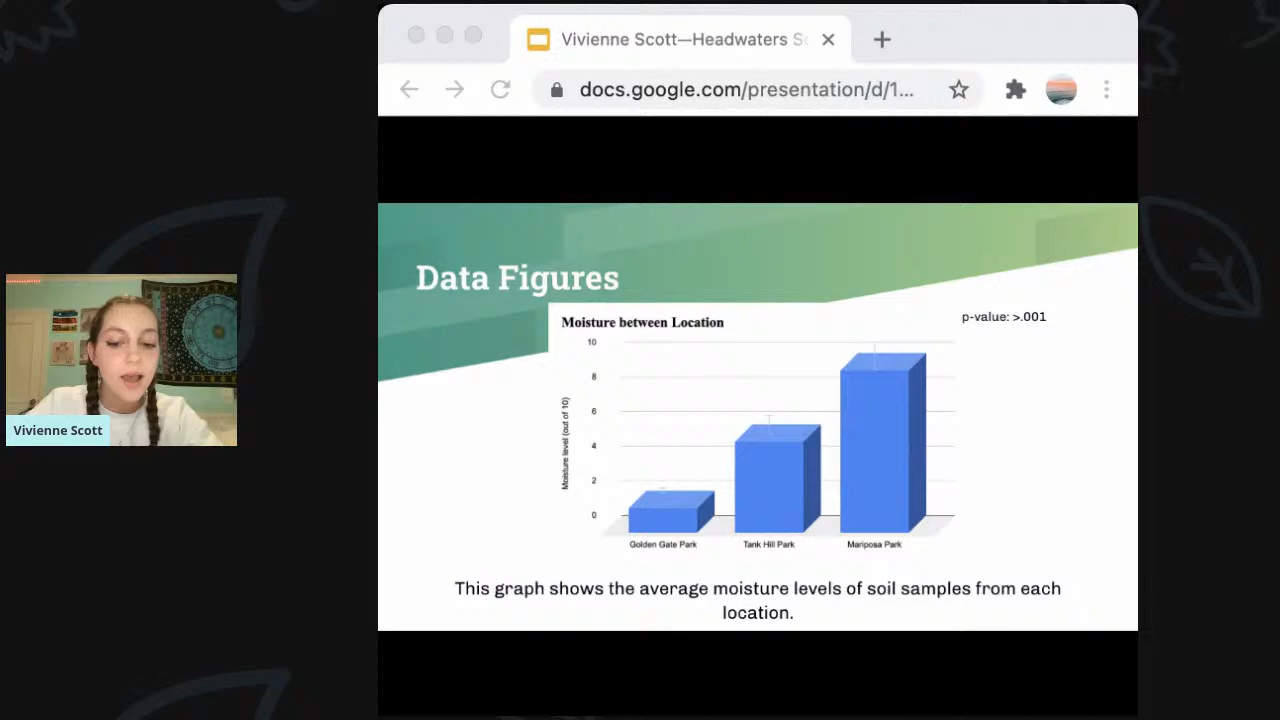 Vivienne Scott—Headwaters Sc
docs.google.com/presentation/d/1...
Data Figures
Moisture between Location
p-value: >.001
10
8
6
4
2
0
Moisture level (out of 10)
Golden Gate Park
Tank Hill Park
Mariposa Park
Vivienne Scott
This graph shows the average moisture levels of soil samples from each
location.